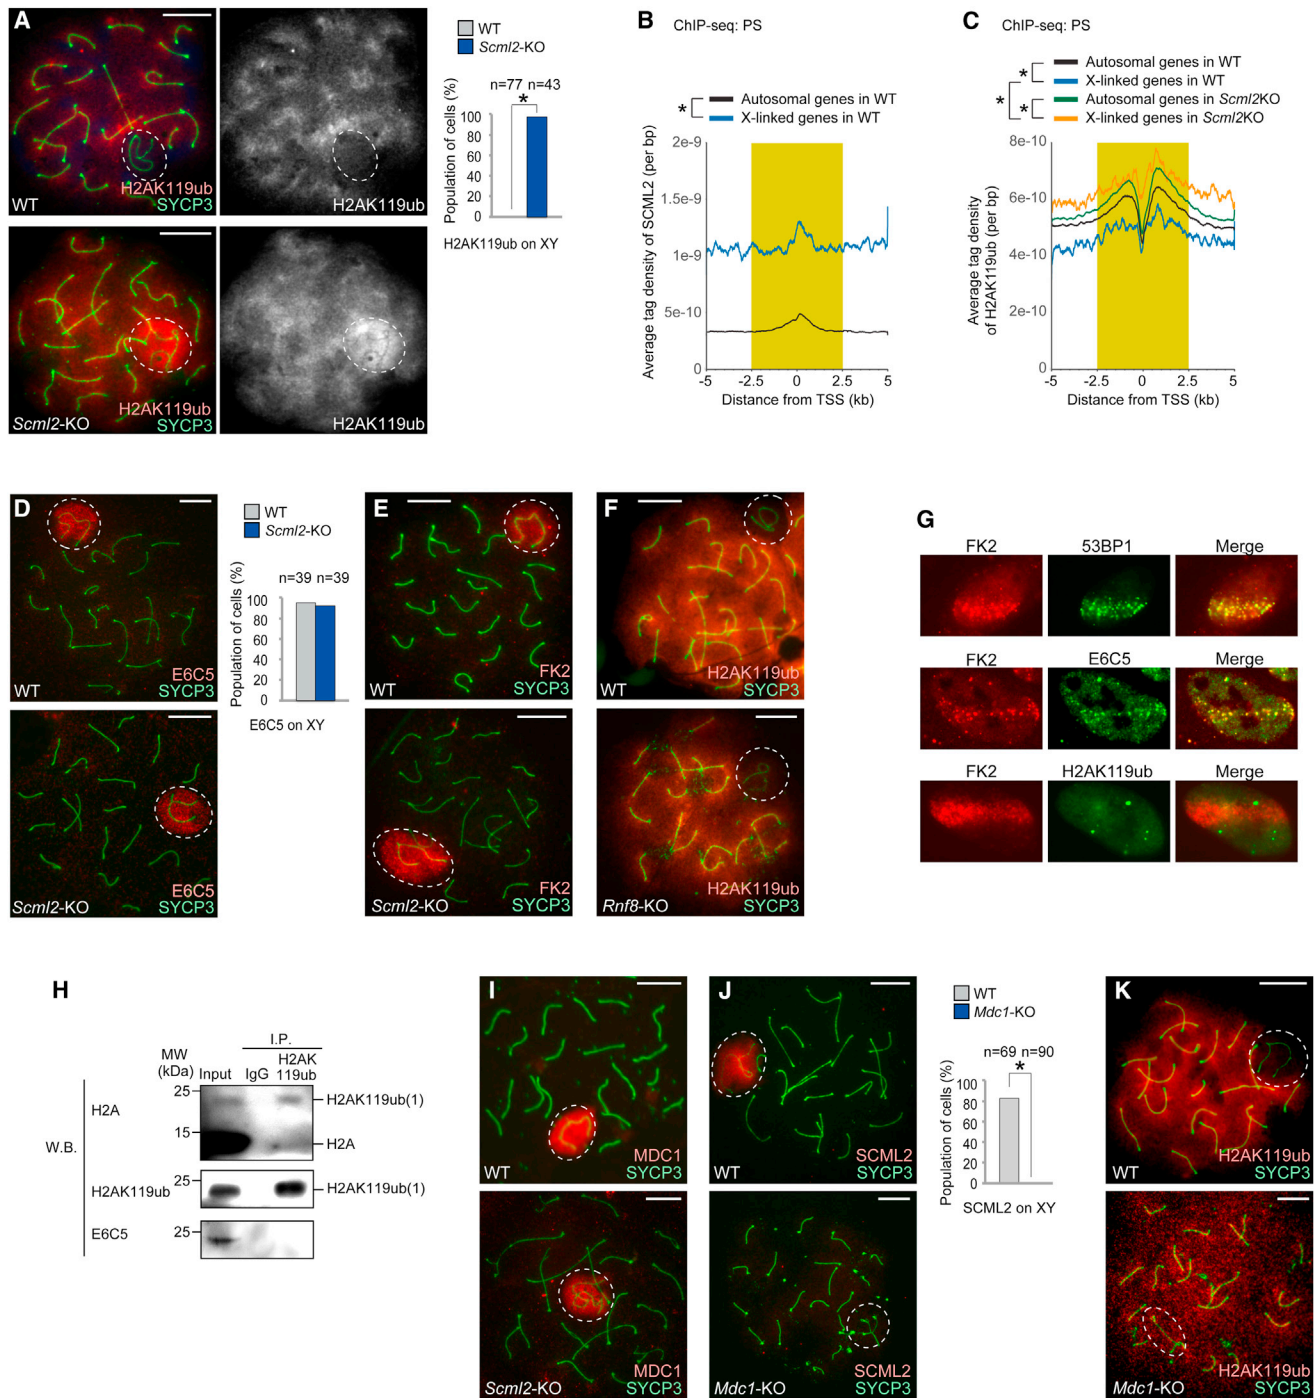 A
WT
Scml2-KO
n=77 n=43
*
Population of cells (%)
100
80
60
40
20
0
H2AK119ub on XY
H2AK119ub
SYCP3
WT
H2AK119ub
H2AK119ub
SYCP3
Scml2-KO
H2AK119ub
B
ChIP-seq: PS
*
Autosomal genes in WT
X-linked genes in WT
Average tag density of SCML2 (per bp)
2e-9
1.5e-9
1e-9
5e-10
0
-5
-2.5
0
2.5
5
Distance from TSS (kb)
C
ChIP-seq: PS
*
*
*
Autosomal genes in WT
X-linked genes in WT
Autosomal genes in Scml2KO
X-linked genes in Scml2KO
Average tag density
of H2AK119ub (per bp)
8e-10
6e-10
4e-10
2e-10
0
-5
-2.5
0
2.5
5
Distance from TSS (kb)
D
E6C5
WT
SYCP3
E6C5
Scml2-KO
SYCP3
WT
Scml2-KO
n=39 n=39
Population of cells (%)
100
80
60
40
20
0
E6C5 on XY
E
FK2
WT
SYCP3
FK2
Scml2-KO
SYCP3
F
H2AK119ub
WT
SYCP3
H2AK119ub
Rnf8-KO
SYCP3
G
FK2
53BP1
Merge
FK2
E6C5
Merge
FK2
H2AK119ub
Merge
H
I.P.
MW
(kDa)
Input
IgG
H2AK
119ub
W.B.
H2A
25
15
H2AK119ub(1)
H2A
H2AK119ub
25
H2AK119ub(1)
E6C5
25
I
MDC1
WT
SYCP3
MDC1
Scml2-KO
SYCP3
J
SCML2
WT
SYCP3
SCML2
Mdc1-KO
SYCP3
WT
Mdc1-KO
n=69 n=90
*
Population of cells (%)
100
80
60
40
20
0
SCML2 on XY
K
H2AK119ub
WT
SYCP3
H2AK119ub
Mdc1-KO
SYCP3